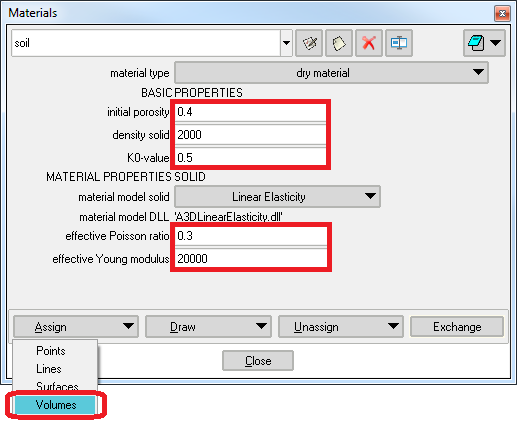 Materials
soil
material type dry material
BASIC PROPERTIES
initial porosity 0.4
density solid 2000
K0-value 0.5
MATERIAL PROPERTIES SOLID
material model solid Linear Elasticity
material model DLL 'A3DLinearElasticity.dll'
effective Poisson ratio 0.3
effective Young modulus 20000
Assign Draw Unassign Exchange
Points
Lines
Surfaces
Volumes
Close